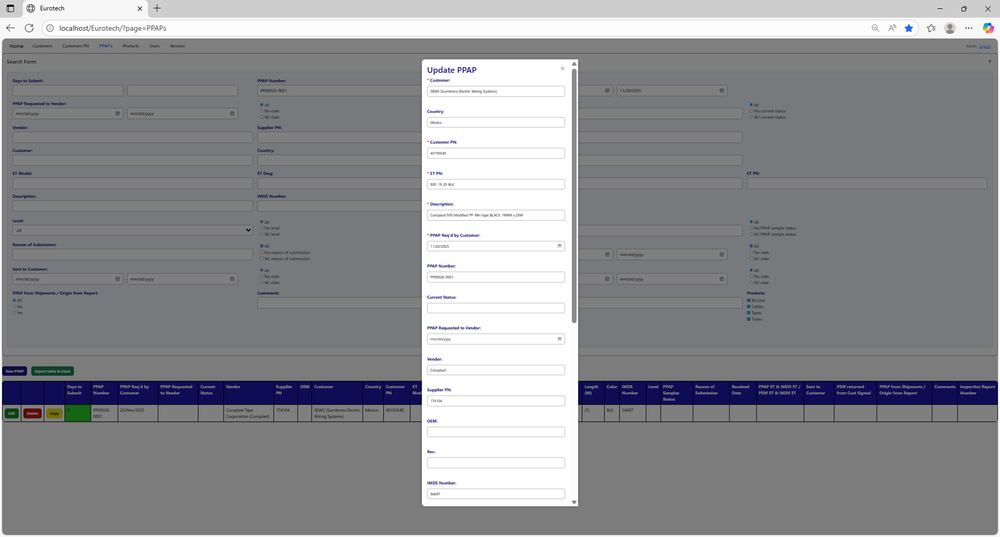 Eurotech
localhost/Eurotech/?page=PPAPs
Home Customers Customers PN PPAP's Products Users Vendors Admin Logout
Search Form
Days to Submit: PPAP Number:
- PP00026-0001 - 11/20/2025
PPAP Requested to Vendor:
mm/dd/yyyy - mm/dd/yyyy
All
No date
W/ date
All
No current status
W/ current status
Vendor: Supplier PN:
Customer: Country:
ET Model: ET Dwg: ET PN:
Description: IMDS Number:
Level:
All
All
No level
W/ level
All
No PPAP sample status
W/ PPAP sample status
Reason of Submission:
All
No reason of submission
W/ reason of submission
- mm/dd/yyyy
All
No date
W/ date
Sent to Customer:
mm/dd/yyyy - mm/dd/yyyy
All
No date
W/ date
- mm/dd/yyyy
All
No date
W/ date
PPAP from Shipments / Origin from Report:
All
No
Yes
Comments:
Products:
BluSeal
Cables
Tapes
Tubes
Update PPAP ×
* Customer:
SEWS (Sumitomo Electric Wiring Systems)
Country:
Mexico
* Customer PN:
40193540
* ET PN:
505-19-25-BLK
* Description:
Coroplast 505 Modified PP-film tape BLACK 19MM x 25M
* PPAP Req'd by Customer:
11/20/2025
PPAP Number:
PP00026-0001
Current Status:
PPAP Requested to Vendor:
mm/dd/yyyy
Vendor:
Coroplast
Supplier PN:
174104
OEM:
Rev:
IMDS Number:
56697
New PPAP Export table to Excel
Days to Submit
PPAP Number
PPAP Req'd by Customer
PPAP Requested to Vendor
Current Status
Vendor
Supplier PN
OEM
Customer
Country
Customer PN
ET Mode
Length (M)
Color
IMDS Number
Level
PPAP Samples Status
Reason of Submission
Received Date
PPAP ET & IMDS ET / PSW ET & IMDS ET
Sent to Customer
PSW returned from Cust Signed
PPAP from Shipments / Origin from Report
Comments
Inspection Report Number
Edit Delete Copy 0
PP00026-0001
20/Nov/2025
Coroplast Tape Corporation (Coroplast)
174104
SEWS (Sumitomo Electric Wiring Systems)
Mexico
40193540
25
BLK
56697